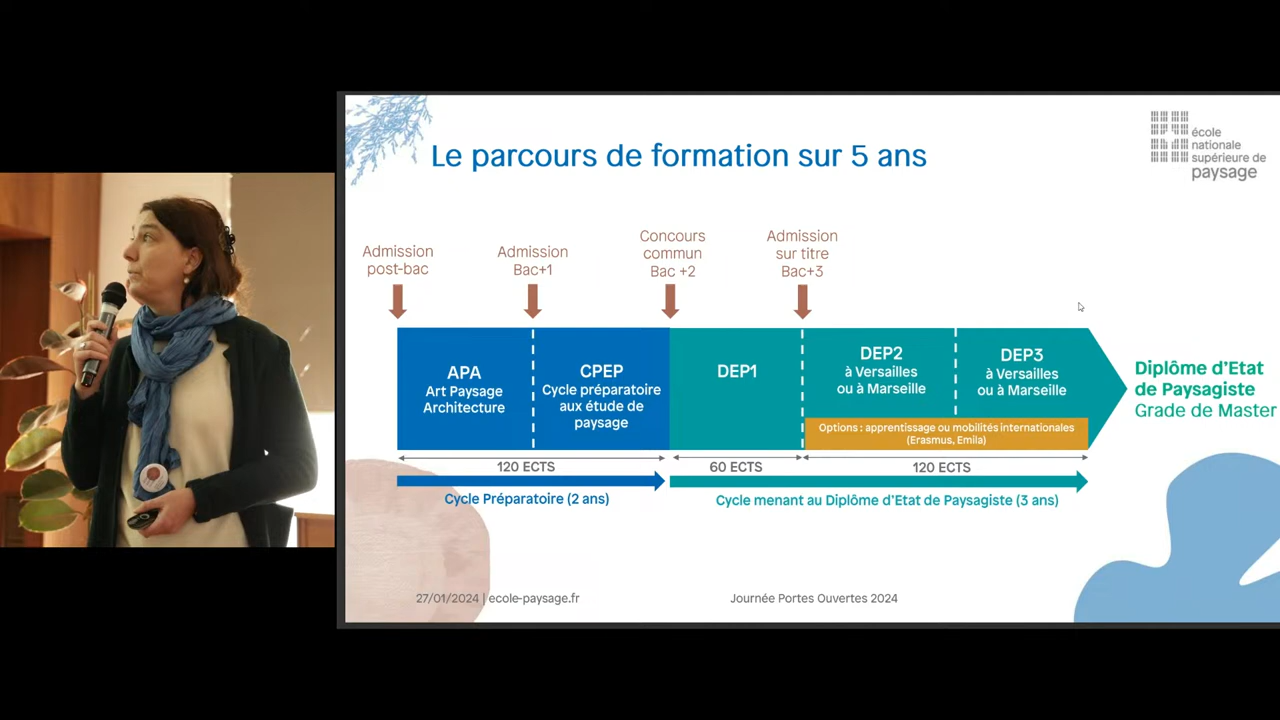 Le parcours de formation sur 5 ans
école
nationale
supérieure de
paysage
Admission
post-bac
Admission
Bac+1
Concours
commun
Bac +2
Admission
sur titre
Bac+3
APA
Art Paysage
Architecture
CPEP
Cycle préparatoire
aux étude de
paysage
DEP1
DEP2
à Versailles
ou à Marseille
DEP3
à Versailles
ou à Marseille
Options : apprentissage ou mobilités internationales
(Erasmus, Emila)
Diplôme d'Etat
de Paysagiste
Grade de Master
120 ECTS
60 ECTS
120 ECTS
Cycle Préparatoire (2 ans)
Cycle menant au Diplôme d'Etat de Paysagiste (3 ans)
27/01/2024 | ecole-paysage.fr
Journée Portes Ouvertes 2024